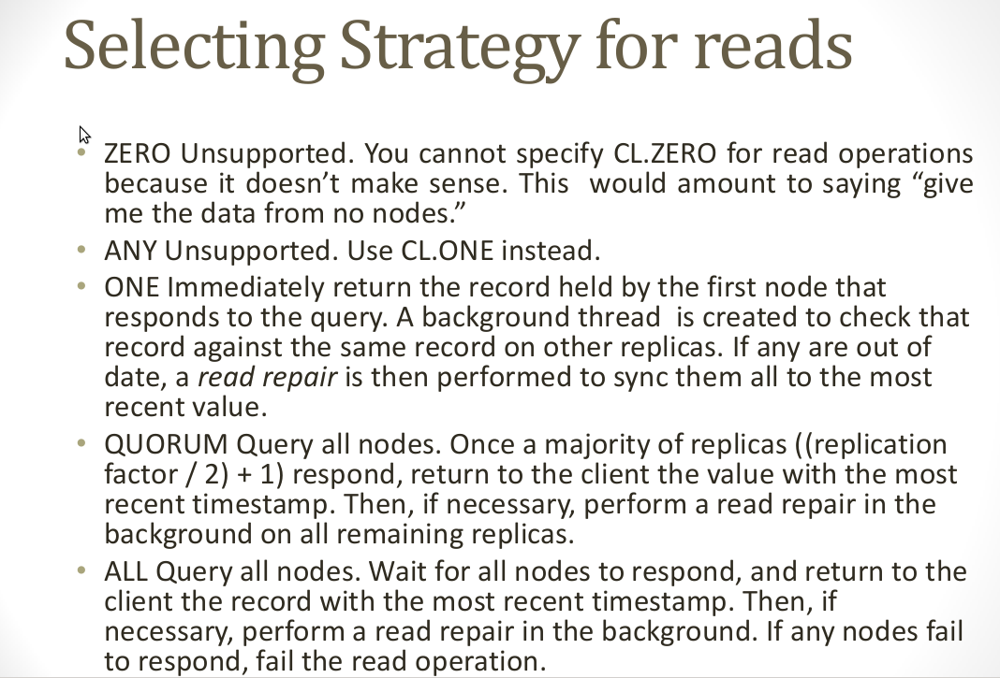 Selecting Strategy for reads
• ZERO Unsupported. You cannot specify CL.ZERO for read operations
because it doesn’t make sense. This  would amount to saying “give
me the data from no nodes.”
• ANY Unsupported. Use CL.ONE instead.
• ONE Immediately return the record held by the first node that
responds to the query. A background thread  is created to check that
record against the same record on other replicas. If any are out of
date, a read repair is then performed to sync them all to the most
recent value.
• QUORUM Query all nodes. Once a majority of replicas ((replication
factor / 2) + 1) respond, return to the client the value with the most
recent timestamp. Then, if necessary, perform a read repair in the
background on all remaining replicas.
• ALL Query all nodes. Wait for all nodes to respond, and return to the
client the record with the most recent timestamp. Then, if
necessary, perform a read repair in the background. If any nodes fail
to respond, fail the read operation.